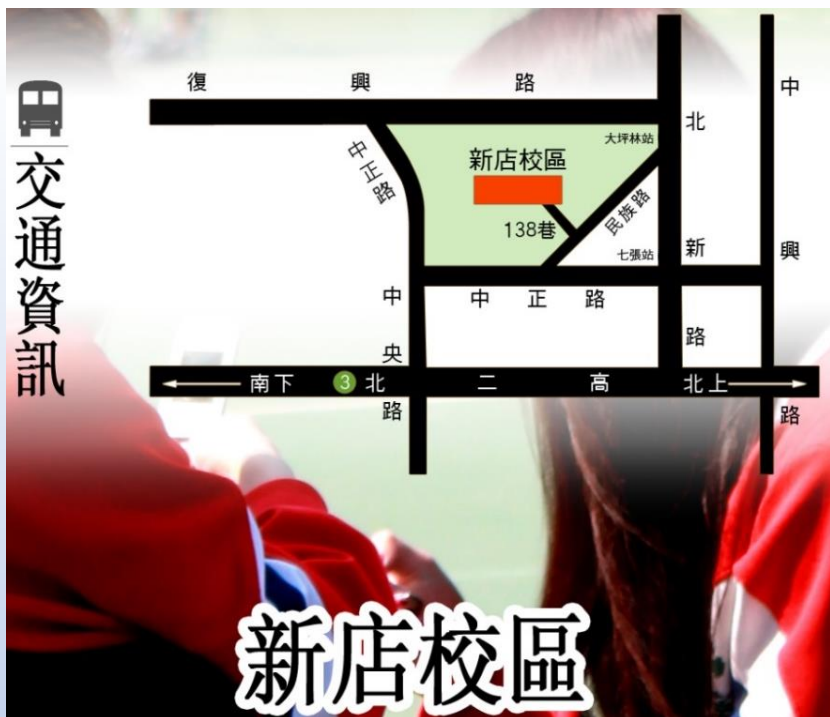 交通資訊
復興路
中正路
新店校區
大坪林站
138巷
民族路
七張站
北新路
中興路
中正路
中央路
南下 3 北二高 北上
新店校區